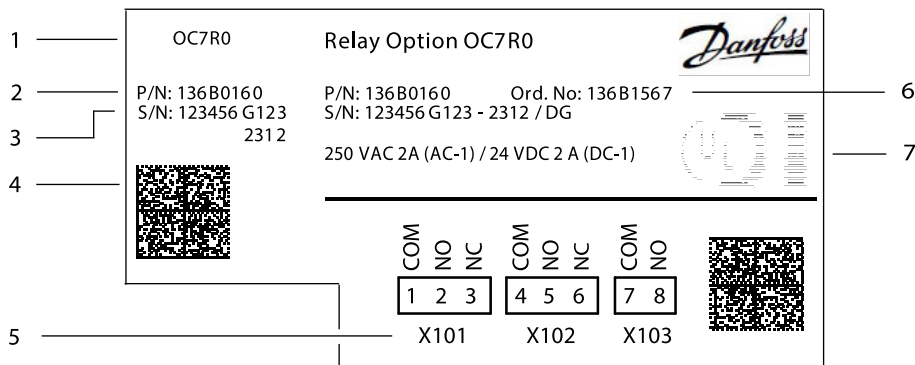 1
OC7R0
Relay Option OC7R0
Danfoss
2
P/N: 136B0160
P/N: 136B0160 Ord. No: 136B1567
6
3
S/N: 123456 G123
2312
S/N: 123456 G123 - 2312 / DG
250 VAC 2A (AC-1) / 24 VDC 2 A (DC-1)
7
4
COM NO NC COM NO NC COM NO
1 2 3 4 5 6 7 8
5
X101 X102 X103